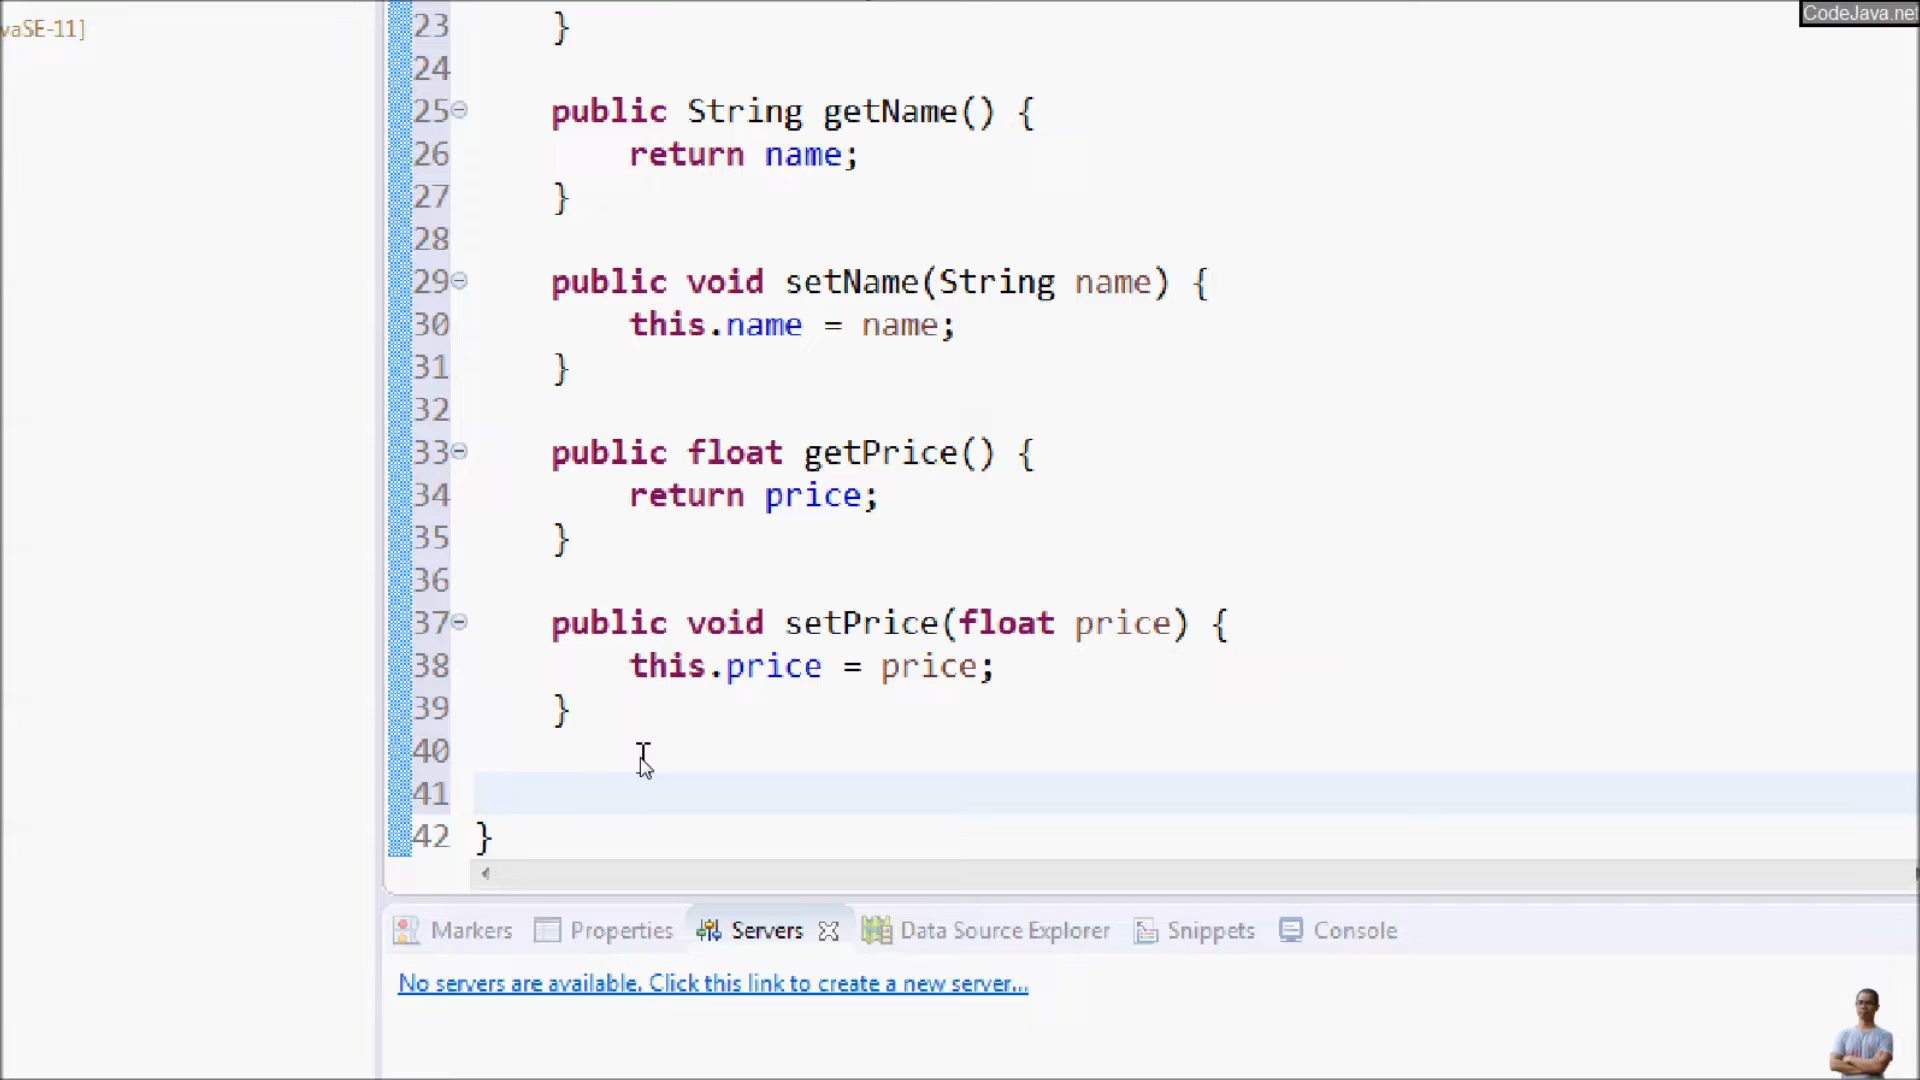 CodeJava.net
vaSE-11]
23 }
24
25 public String getName() {
26 return name;
27 }
28
29 public void setName(String name) {
30 this.name = name;
31 }
32
33 public float getPrice() {
34 return price;
35 }
36
37 public void setPrice(float price) {
38 this.price = price;
39 }
40
41
42 }
Markers Properties Servers Data Source Explorer Snippets Console
No servers are available. Click this link to create a new server...